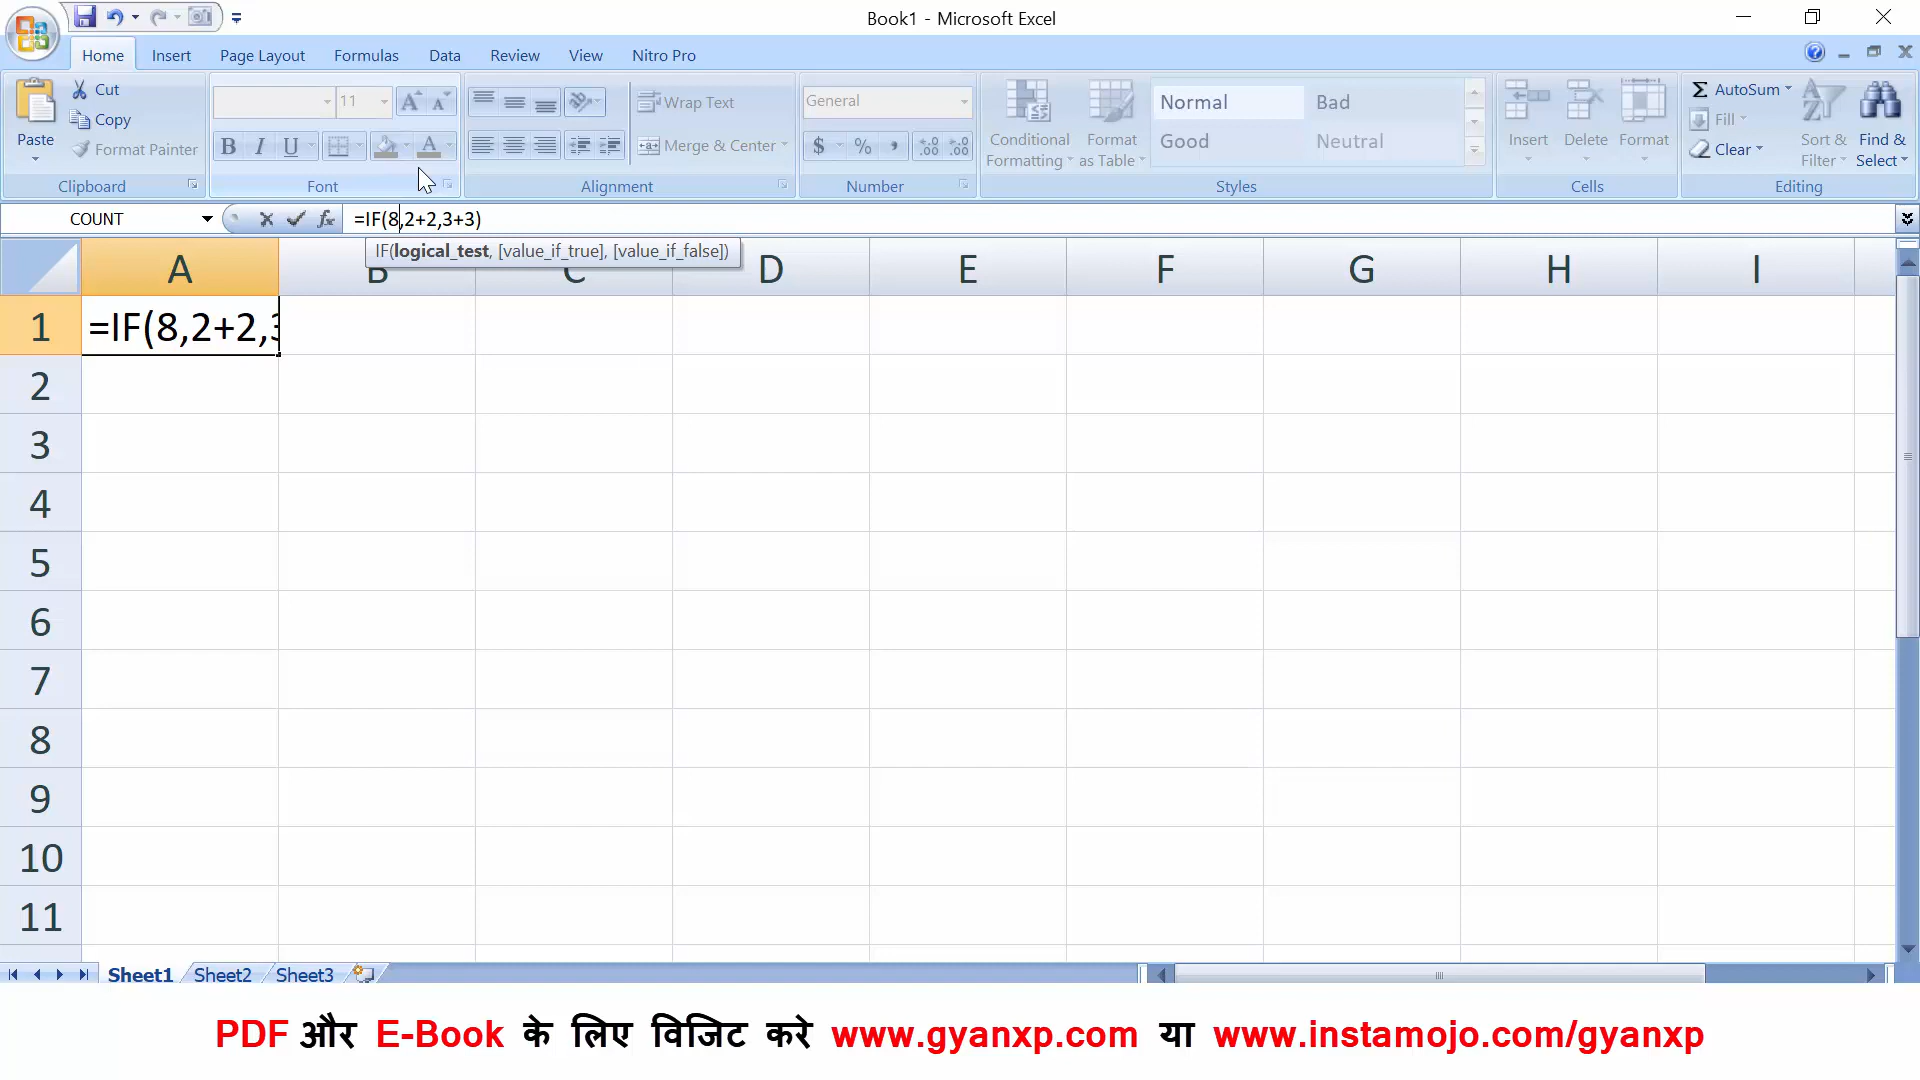 Book1 - Microsoft Excel
Home Insert Page Layout Formulas Data Review View Nitro Pro
Paste
Cut
Copy
Format Painter
Clipboard
11
B I U
Font
Wrap Text
Merge & Center
Alignment
General
$ % ,
Number
Conditional Formatting
Format as Table
Normal Bad
Good Neutral
Styles
Insert Delete Format
Cells
AutoSum
Fill
Clear
Sort & Filter
Find & Select
Editing
COUNT
=IF(8,2+2,3+3)
IF(logical_test, [value_if_true], [value_if_false])
A B C D E F G H I
1 =IF(8,2+2,3
2
3
4
5
6
7
8
9
10
11
Sheet1 Sheet2 Sheet3
PDF और E-Book के लिए विजिट करे www.gyanxp.com या www.instamojo.com/gyanxp